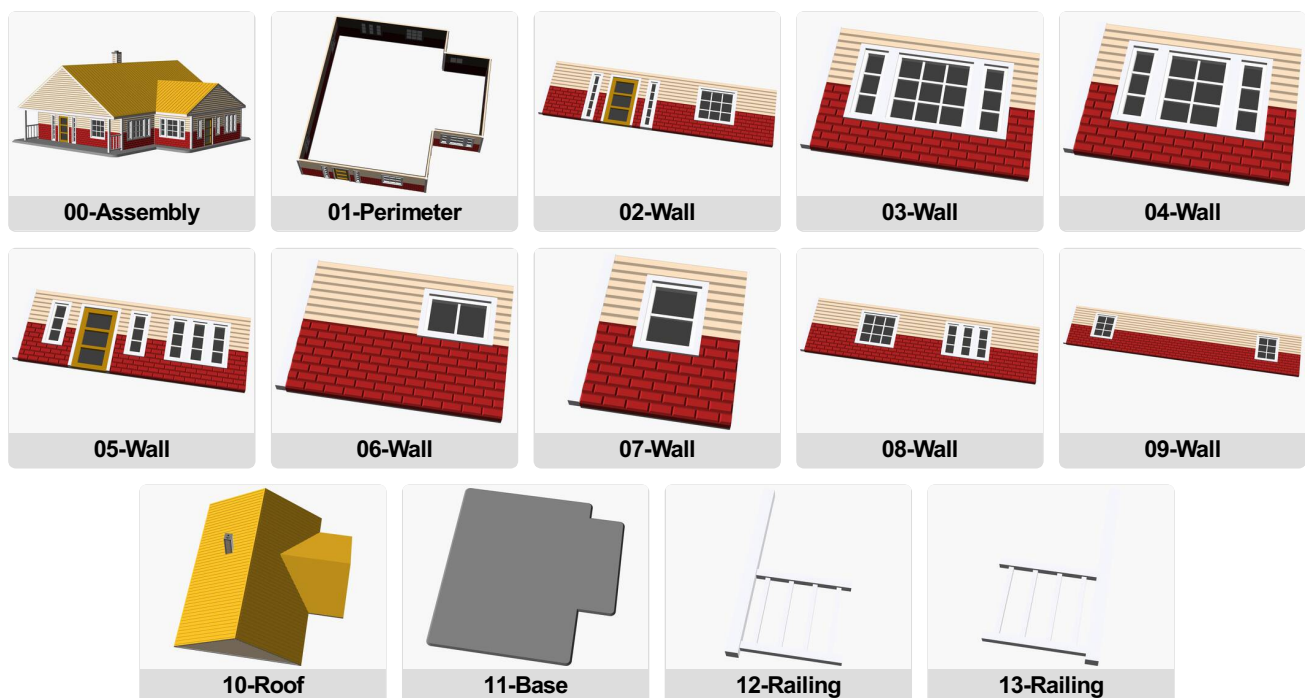 00-Assembly
01-Perimeter
02-Wall
03-Wall
04-Wall
05-Wall
06-Wall
07-Wall
08-Wall
09-Wall
10-Roof
11-Base
12-Railing
13-Railing